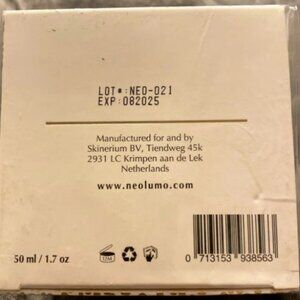 LOT#:NEO-021
EXP:082025
Manufactured for and by
Skinerium BV, Tiendweg 45k
2931 LC Krimpen aan de Lek
Netherlands
www.neolumo.com
50 ml / 1.7 oz
12M
0 713153 938563